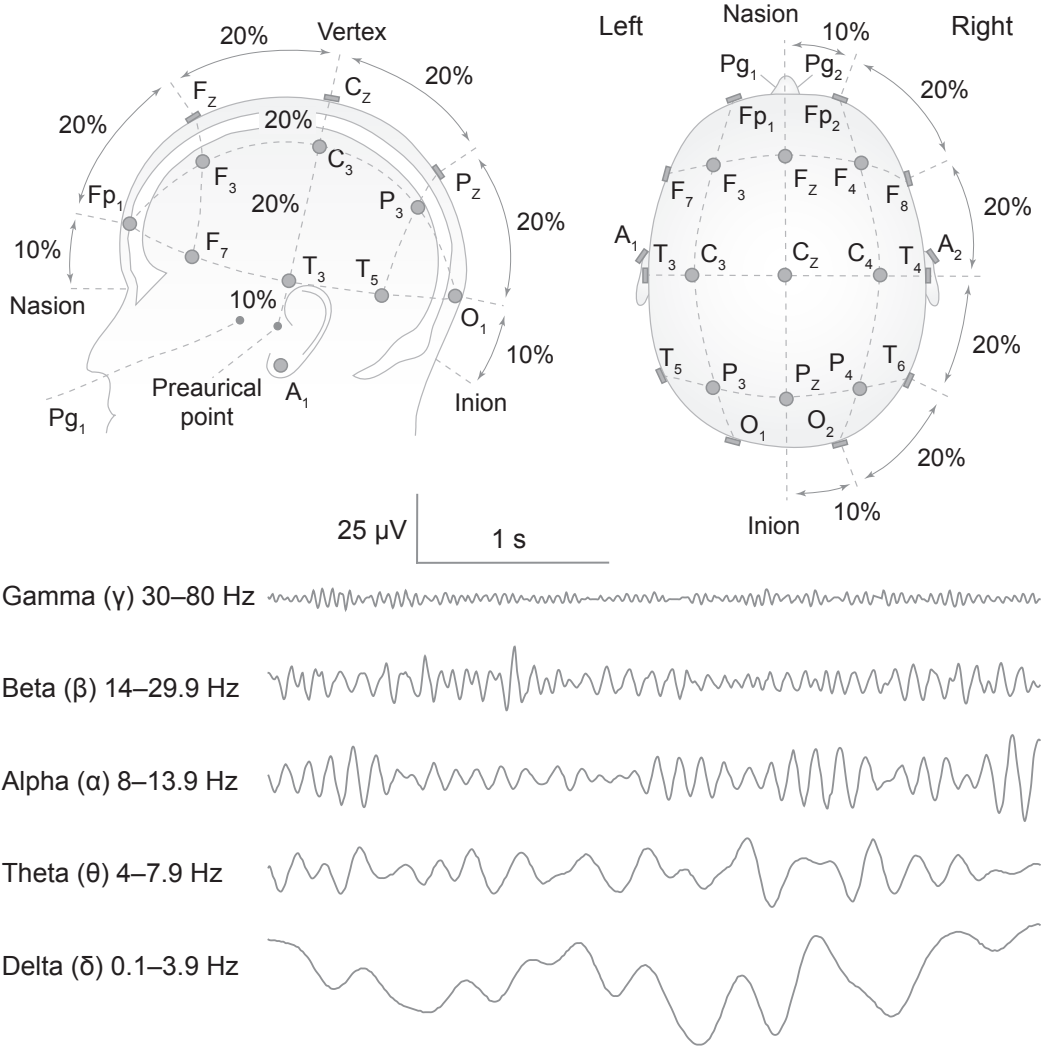 20%
Vertex
20%
20%
10%
Nasion
Fp1
FZ
CZ
20%
C3
F3
20%
P3
PZ
20%
F7
T3
T5
10%
O1
10%
Preaurical
point
A1
Inion
Pg1
Left
Nasion
Right
10%
Pg1
Pg2
20%
Fp1
Fp2
F7
F3
FZ
F4
F8
20%
A1
T3
C3
CZ
C4
T4
A2
20%
T5
P3
PZ
P4
T6
O1
O2
20%
10%
Inion
25 μV
1 s
Gamma (γ) 30–80 Hz
Beta (β) 14–29.9 Hz
Alpha (α) 8–13.9 Hz
Theta (θ) 4–7.9 Hz
Delta (δ) 0.1–3.9 Hz